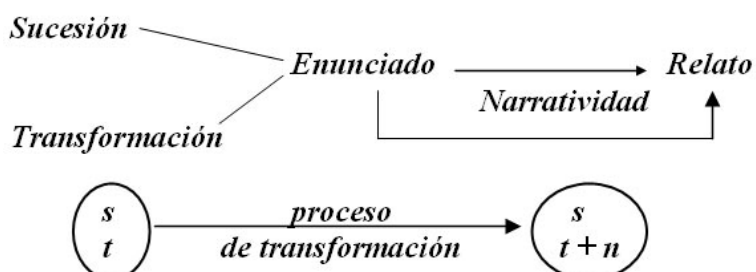 Sucesión
Enunciado
Relato
Narratividad
Transformación
s
t
proceso
de transformación
s
t + n